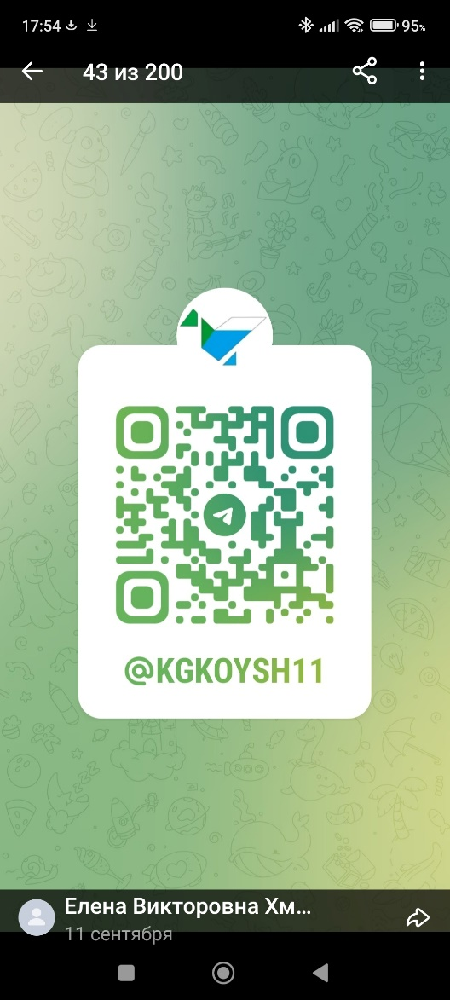 17:54 95%
43 из 200
@KGKOYSH11
Елена Викторовна Хм...
11 сентября